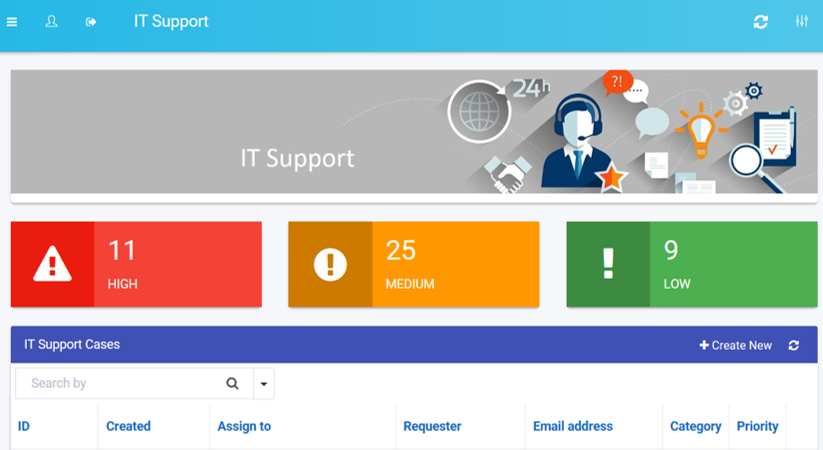 IT Support
24h
?!
....
IT Support
11
HIGH
25
MEDIUM
9
LOW
IT Support Cases
Create New
Search by
ID Created Assign to Requester Email address Category Priority